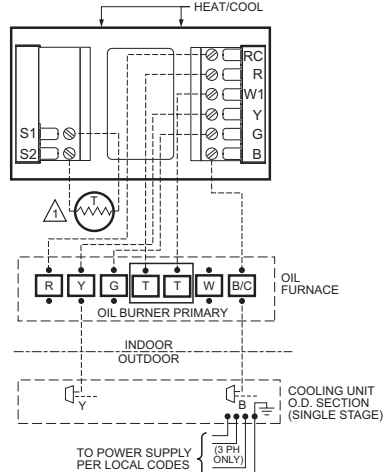 HEAT/COOL
RC
R
W1
Y
S1 G
S2 B
T
1
R Y G T T W B/C
OIL
FURNACE
OIL BURNER PRIMARY
INDOOR
OUTDOOR
Y B
COOLING UNIT
O.D. SECTION
(SINGLE STAGE)
TO POWER SUPPLY
PER LOCAL CODES
(3 PH
ONLY)